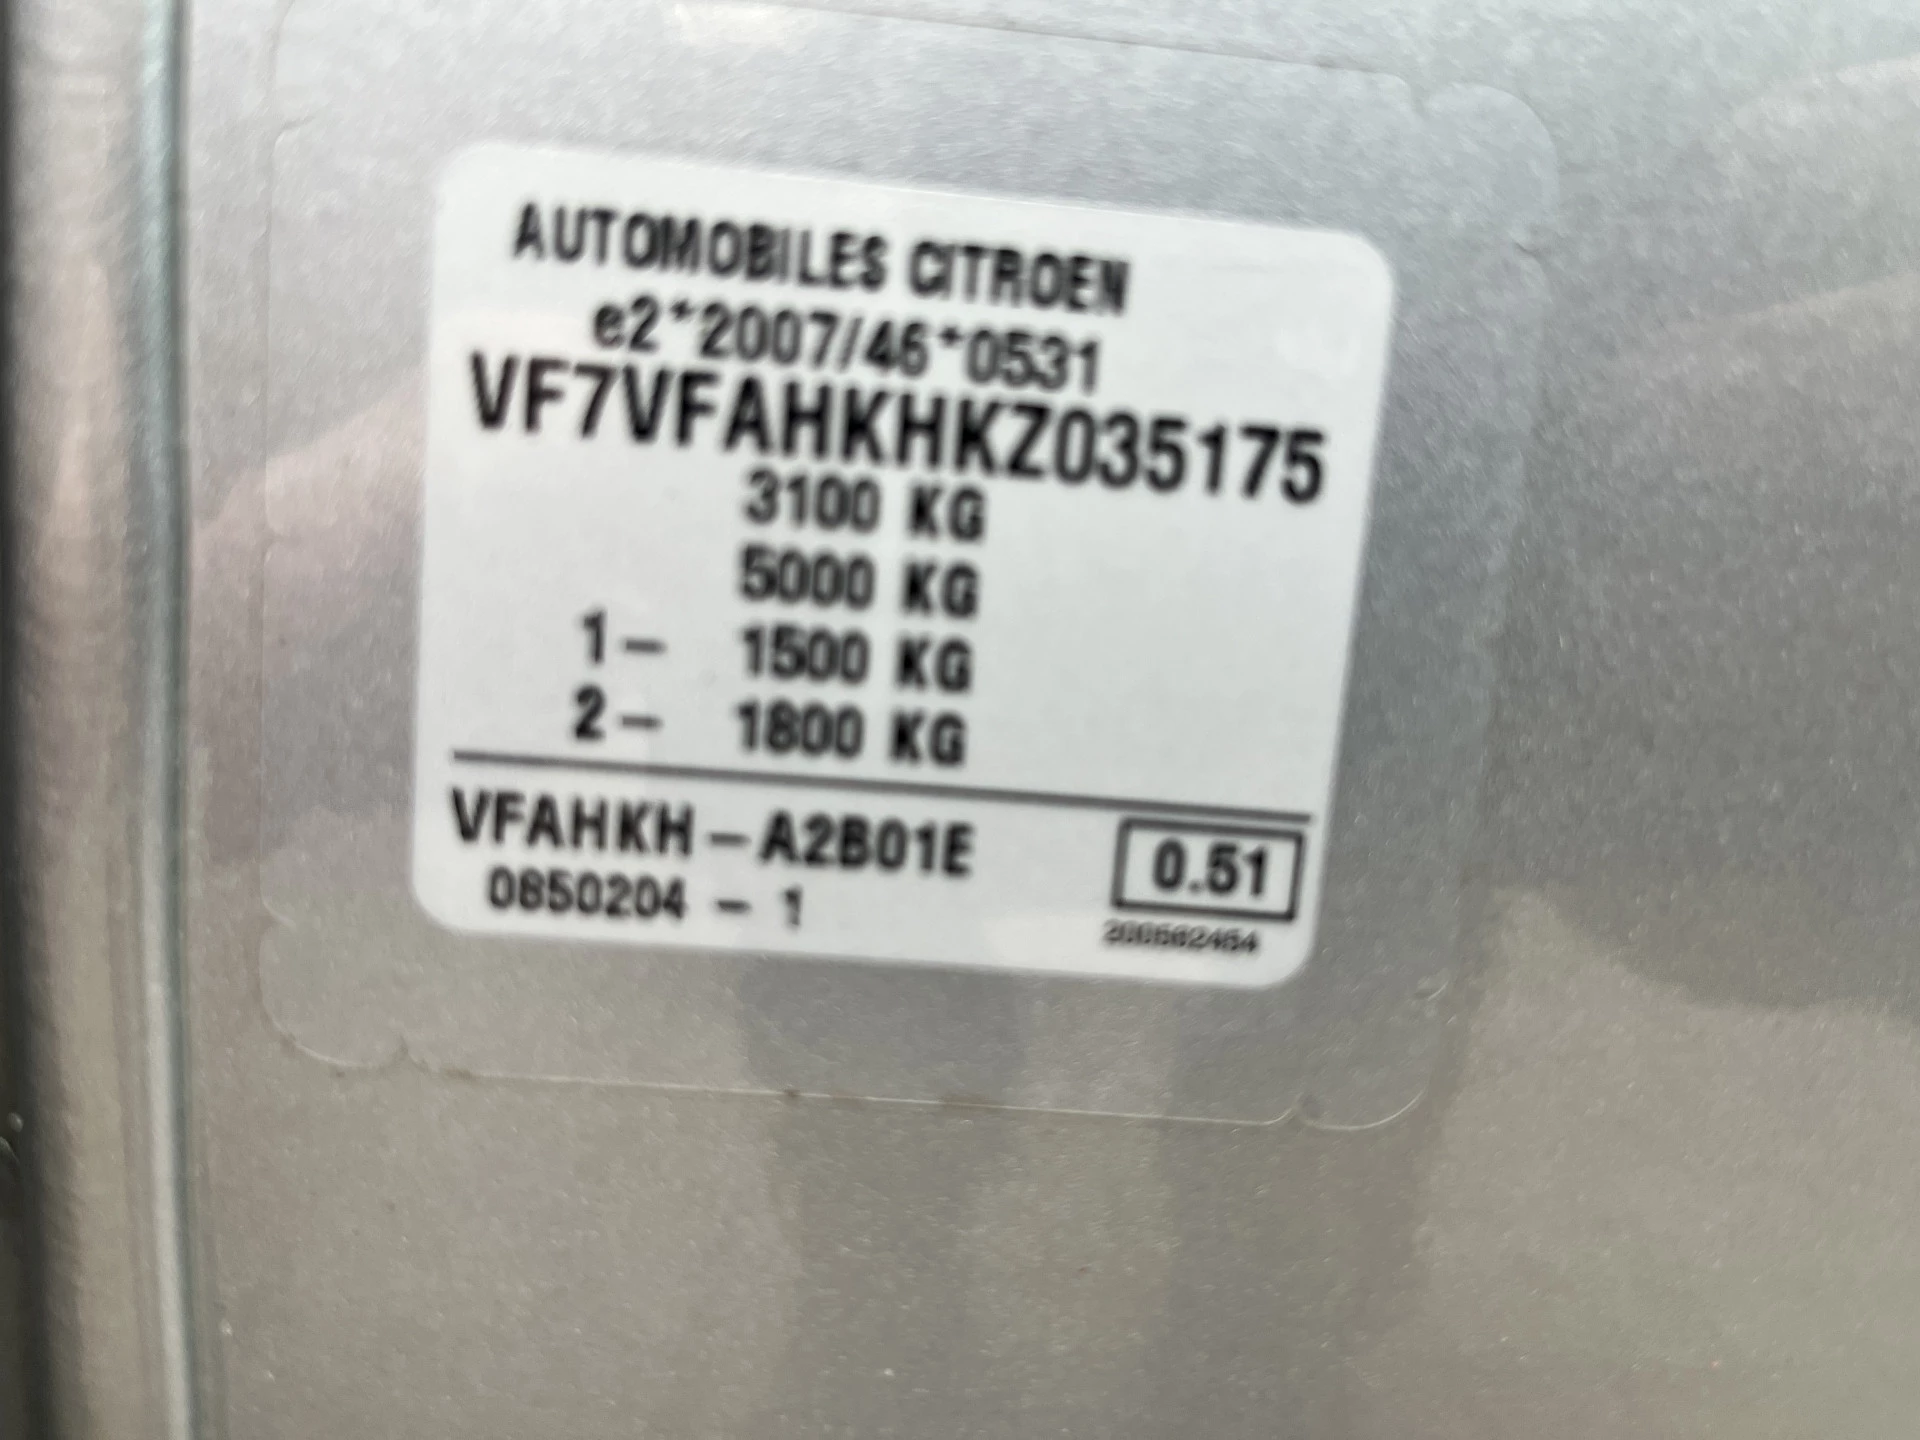 AUTOMOBILES CITROEN
e2*2007/46*0531
VF7VFAHKHKZ035175
3100 KG
5000 KG
1- 1500 KG
2- 1800 KG
VFAHKH-A2B01E
0.51
0850204 - 1